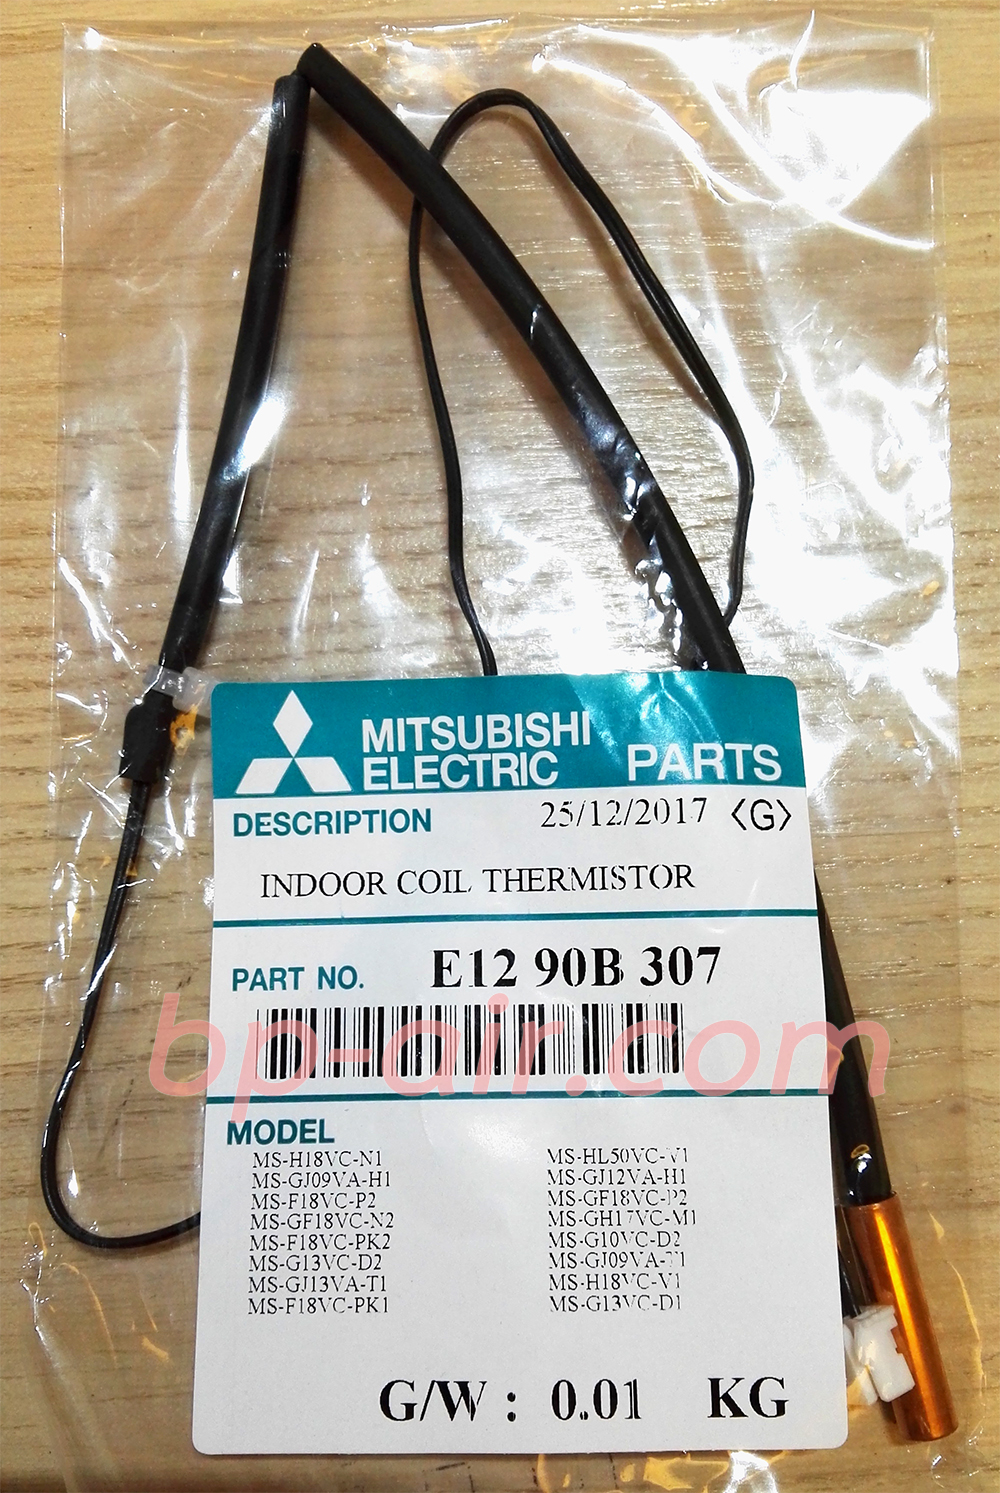 MITSUBISHI
ELECTRIC PARTS
DESCRIPTION 25/12/2017 <G>
INDOOR COIL THERMISTOR
PART NO. E12 90B 307
bp-air.com
MODEL
MS-H18VC-N1 MS-HL50VC-V1
MS-GJ09VA-H1 MS-GJ12VA-H1
MS-F18VC-P2 MS-GF18VC-P2
MS-GF18VC-N2 MS-GH17VC-M1
MS-F18VC-PK2 MS-G10VC-D2
MS-G13VC-D2 MS-GJ09VA-T1
MS-GJ13VA-T1 MS-H18VC-V1
MS-F18VC-PK1 MS-G13VC-D1
G/W : 0.01 KG